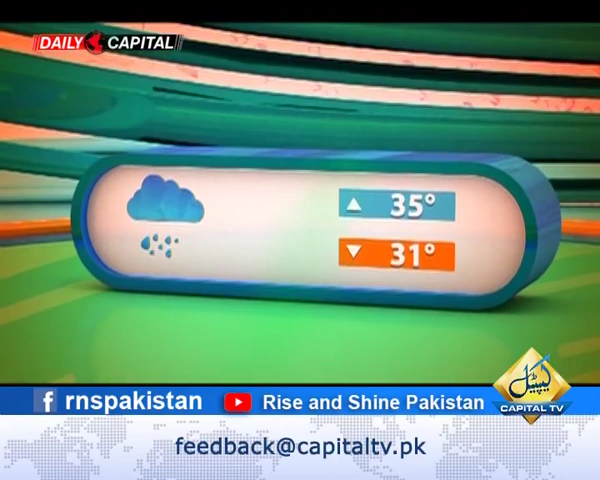 DAILY CAPITAL
35°
31°
rnspakistan
Rise and Shine Pakistan
کیپیٹل
CAPITAL TV
feedback@capitaltv.pk